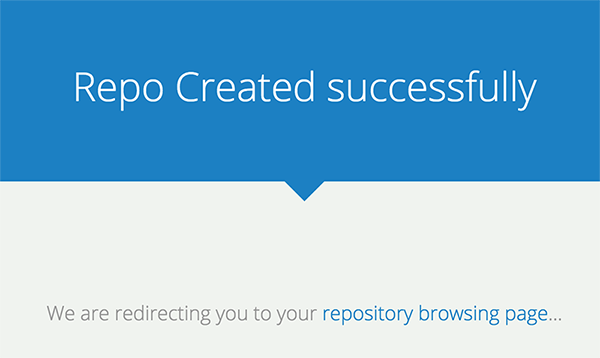 Repo Created successfully
We are redirecting you to your repository browsing page...